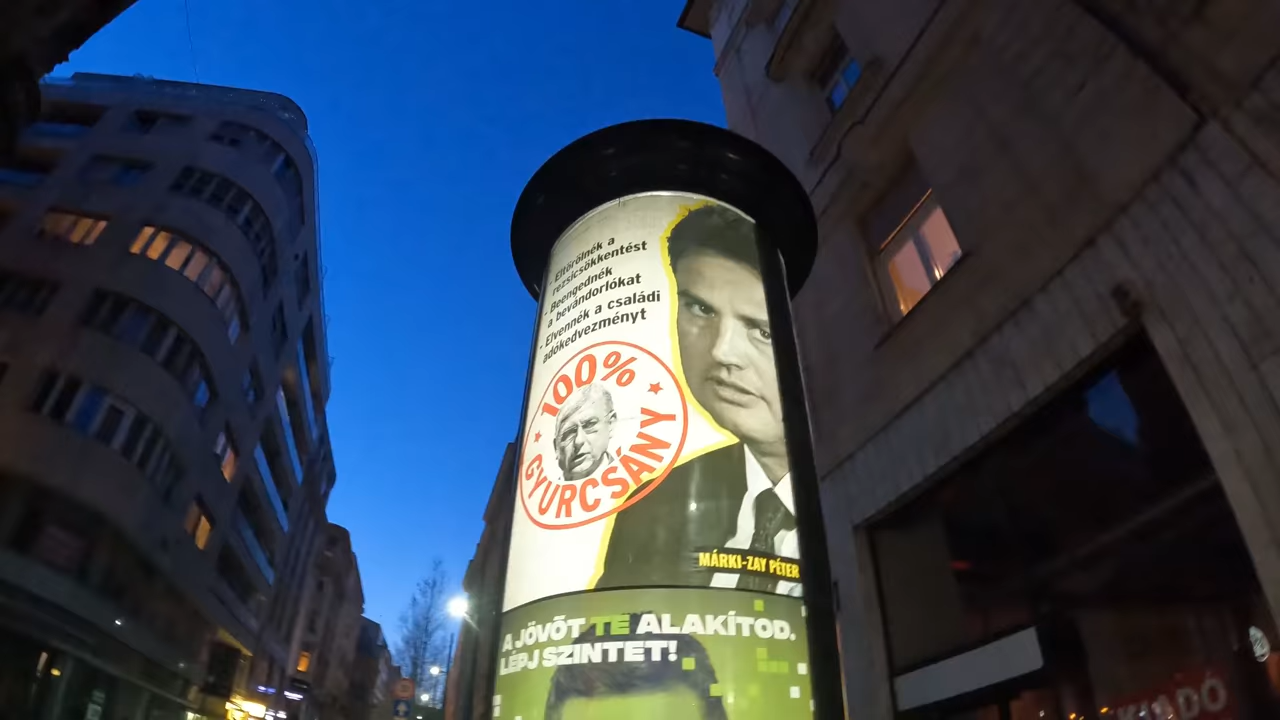 - Eltörölnék a
rezsicsökkentést
- Beengednék
a bevándorlókat
- Elvennék a családi
adókedvezményt
100%
GYURCSÁNY
MÁRKI-ZAY PÉTER
A JÖVŐT TE ALAKÍTOD.
LÉPJ SZINTET!
KIADÓ